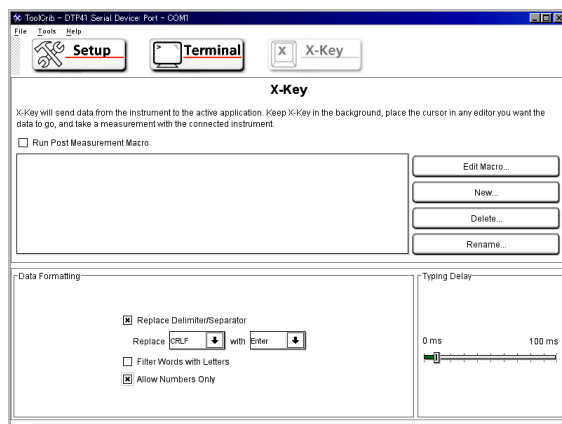 ToolCrib - DTP41 Serial Device: Port - COM1
File Tools Help
Setup
Terminal
X X-Key
X-Key
X-Key will send data from the instrument to the active application. Keep X-Key in the background, place the cursor in any editor you want the
data to go, and take a measurement with the connected instrument.
Run Post Measurement Macro
Edit Macro...
New...
Delete...
Rename...
Data Formatting
Typing Delay
Replace Delimiter/Separator
Replace CRLF with Enter
0 ms 100 ms
Filter Words with Letters
Allow Numbers Only